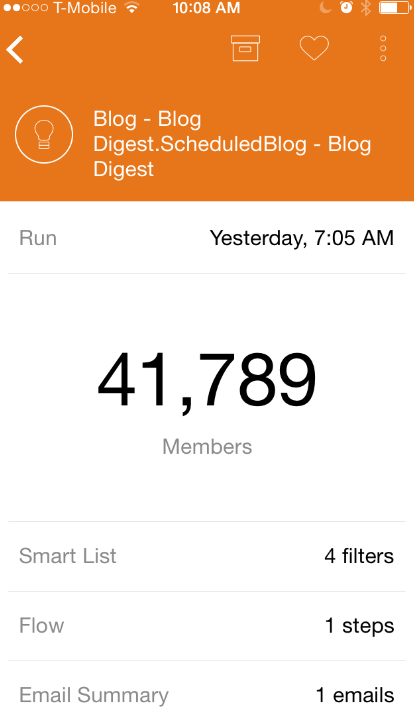 T-Mobile 10:08 AM
Blog - Blog
Digest.ScheduledBlog - Blog
Digest
Run Yesterday, 7:05 AM
41,789
Members
Smart List 4 filters
Flow 1 steps
Email Summary 1 emails